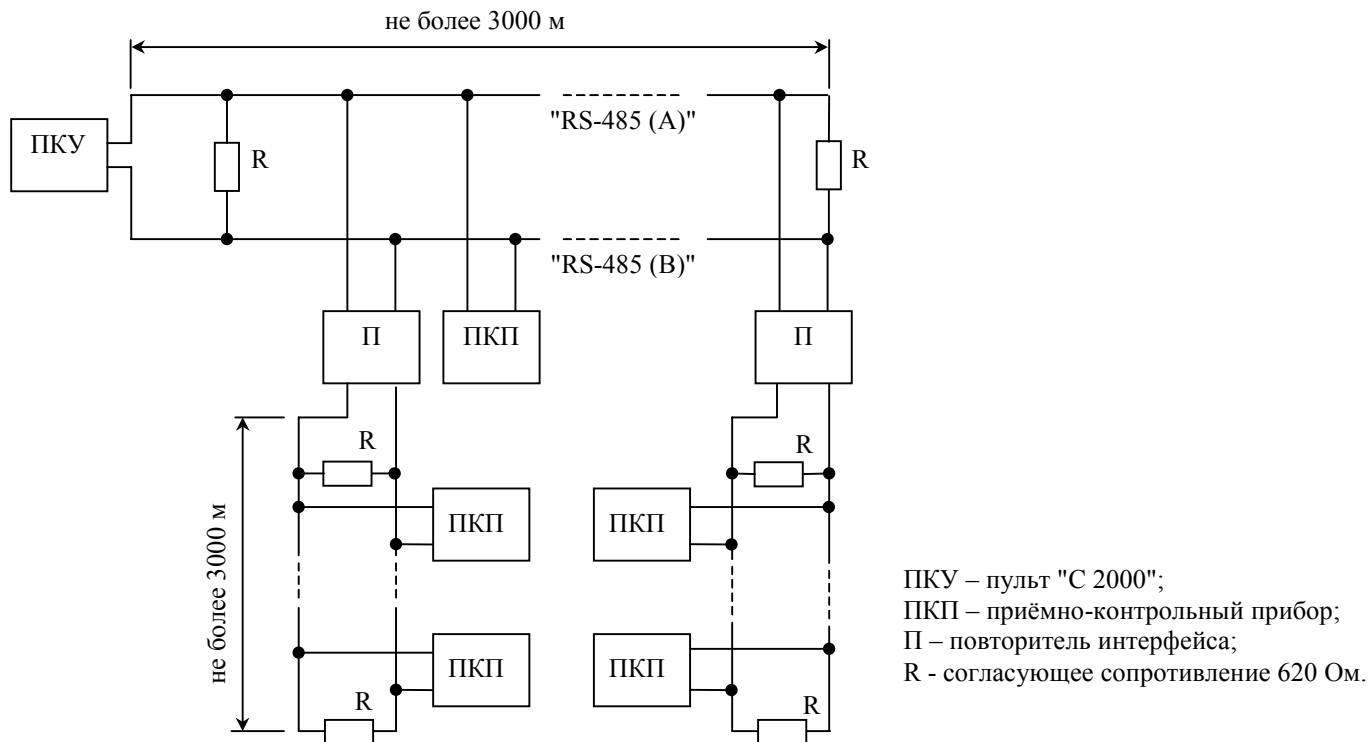 не более 3000 м
"RS-485 (A)"
ПКУ
R
R
"RS-485 (B)"
П
ПКП
П
не более 3000 м
R
R
ПКП
ПКП
ПКП
ПКП
R
R
ПКУ – пульт "С 2000";
ПКП – приёмно-контрольный прибор;
П – повторитель интерфейса;
R - согласующее сопротивление 620 Ом.